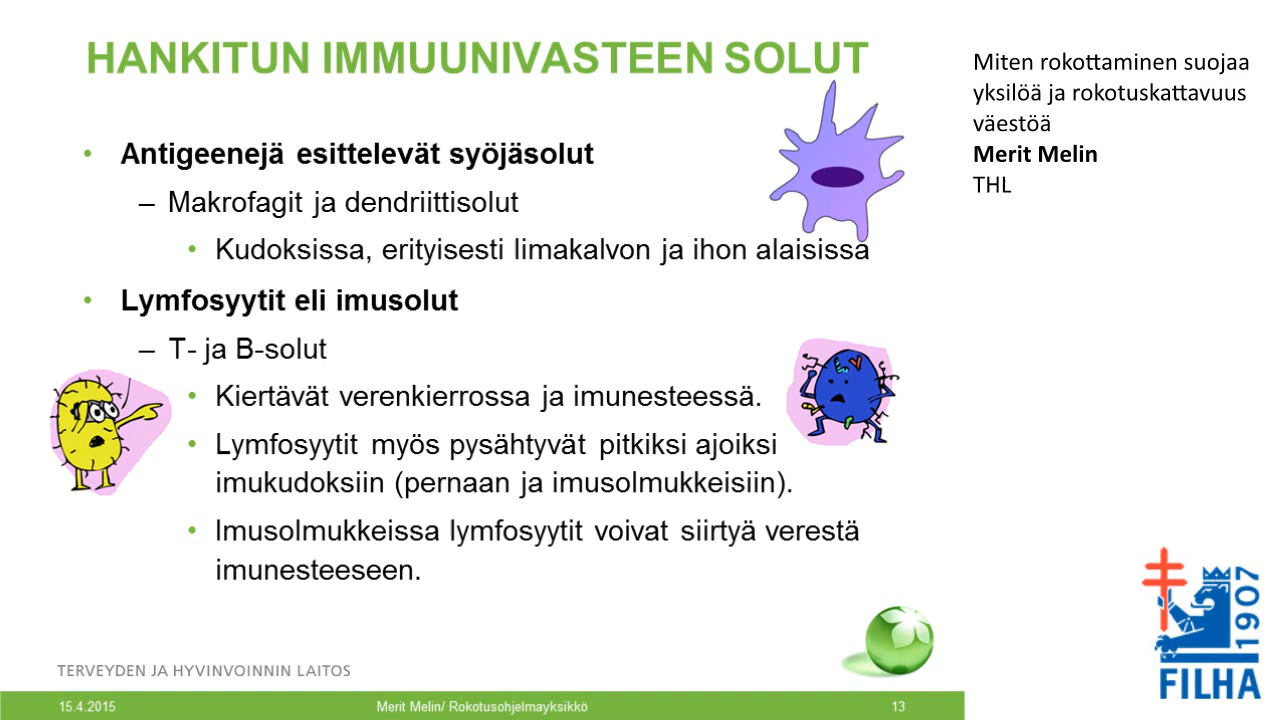 HANKITUN IMMUUNIVASTEEN SOLUT
• Antigeenejä esittelevät syöjäsolut
– Makrofagit ja dendriittisolut
• Kudoksissa, erityisesti limakalvon ja ihon alaisissa
• Lymfosyytit eli imusolut
– T- ja B-solut
• Kiertävät verenkierrossa ja imunesteessä.
• Lymfosyytit myös pysähtyvät pitkiksi ajoiksi
imukudoksiin (pernaan ja imusolmukkeisiin).
• Imusolmukkeissa lymfosyytit voivat siirtyä verestä
imunesteeseen.
TERVEYDEN JA HYVINVOINNIN LAITOS
15.4.2015 Merit Melin/ Rokotusohjelmayksikkö 13
Miten rokottaminen suojaa
yksilöä ja rokotuskattavuus
väestöä
Merit Melin
THL
1907
FILHA